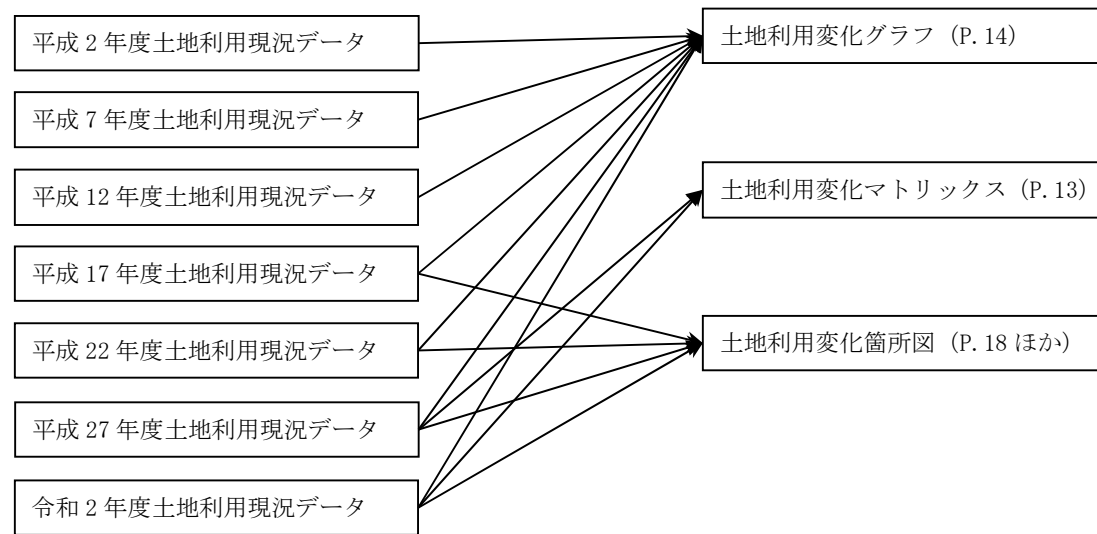 平成 2 年度土地利用現況データ
平成 7 年度土地利用現況データ
平成 12 年度土地利用現況データ
平成 17 年度土地利用現況データ
平成 22 年度土地利用現況データ
平成 27 年度土地利用現況データ
令和 2 年度土地利用現況データ
土地利用変化グラフ（P.14）
土地利用変化マトリックス（P.13）
土地利用変化箇所図（P.18 ほか）